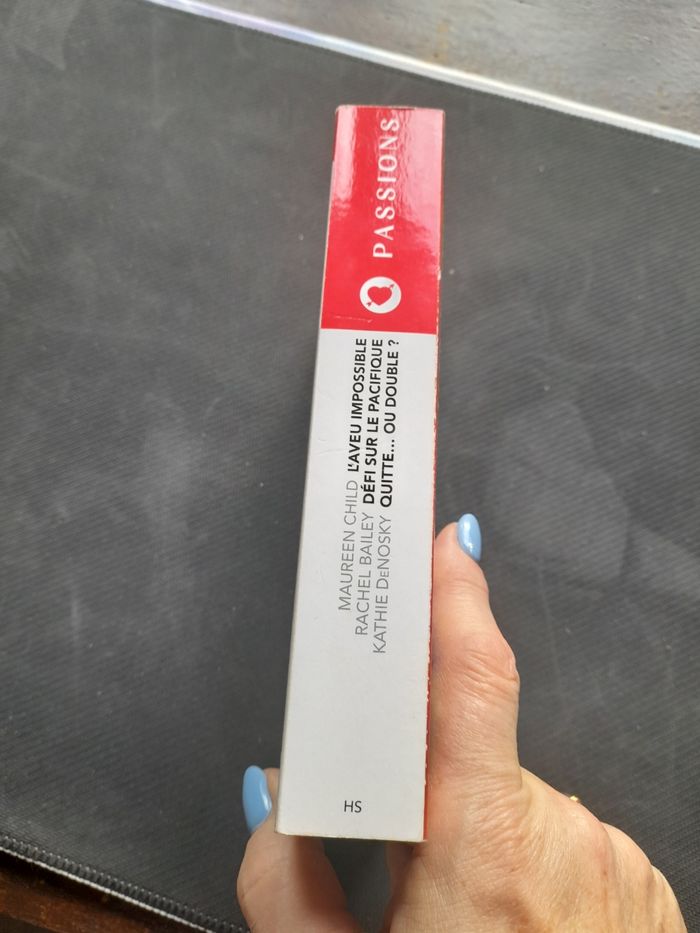 PASSIONS
MAUREEN CHILD L'AVEU IMPOSSIBLE
RACHEL BAILEY DÉFI SUR LE PACIFIQUE
KATHIE DENOSKY QUITTE... OU DOUBLE ?
HS